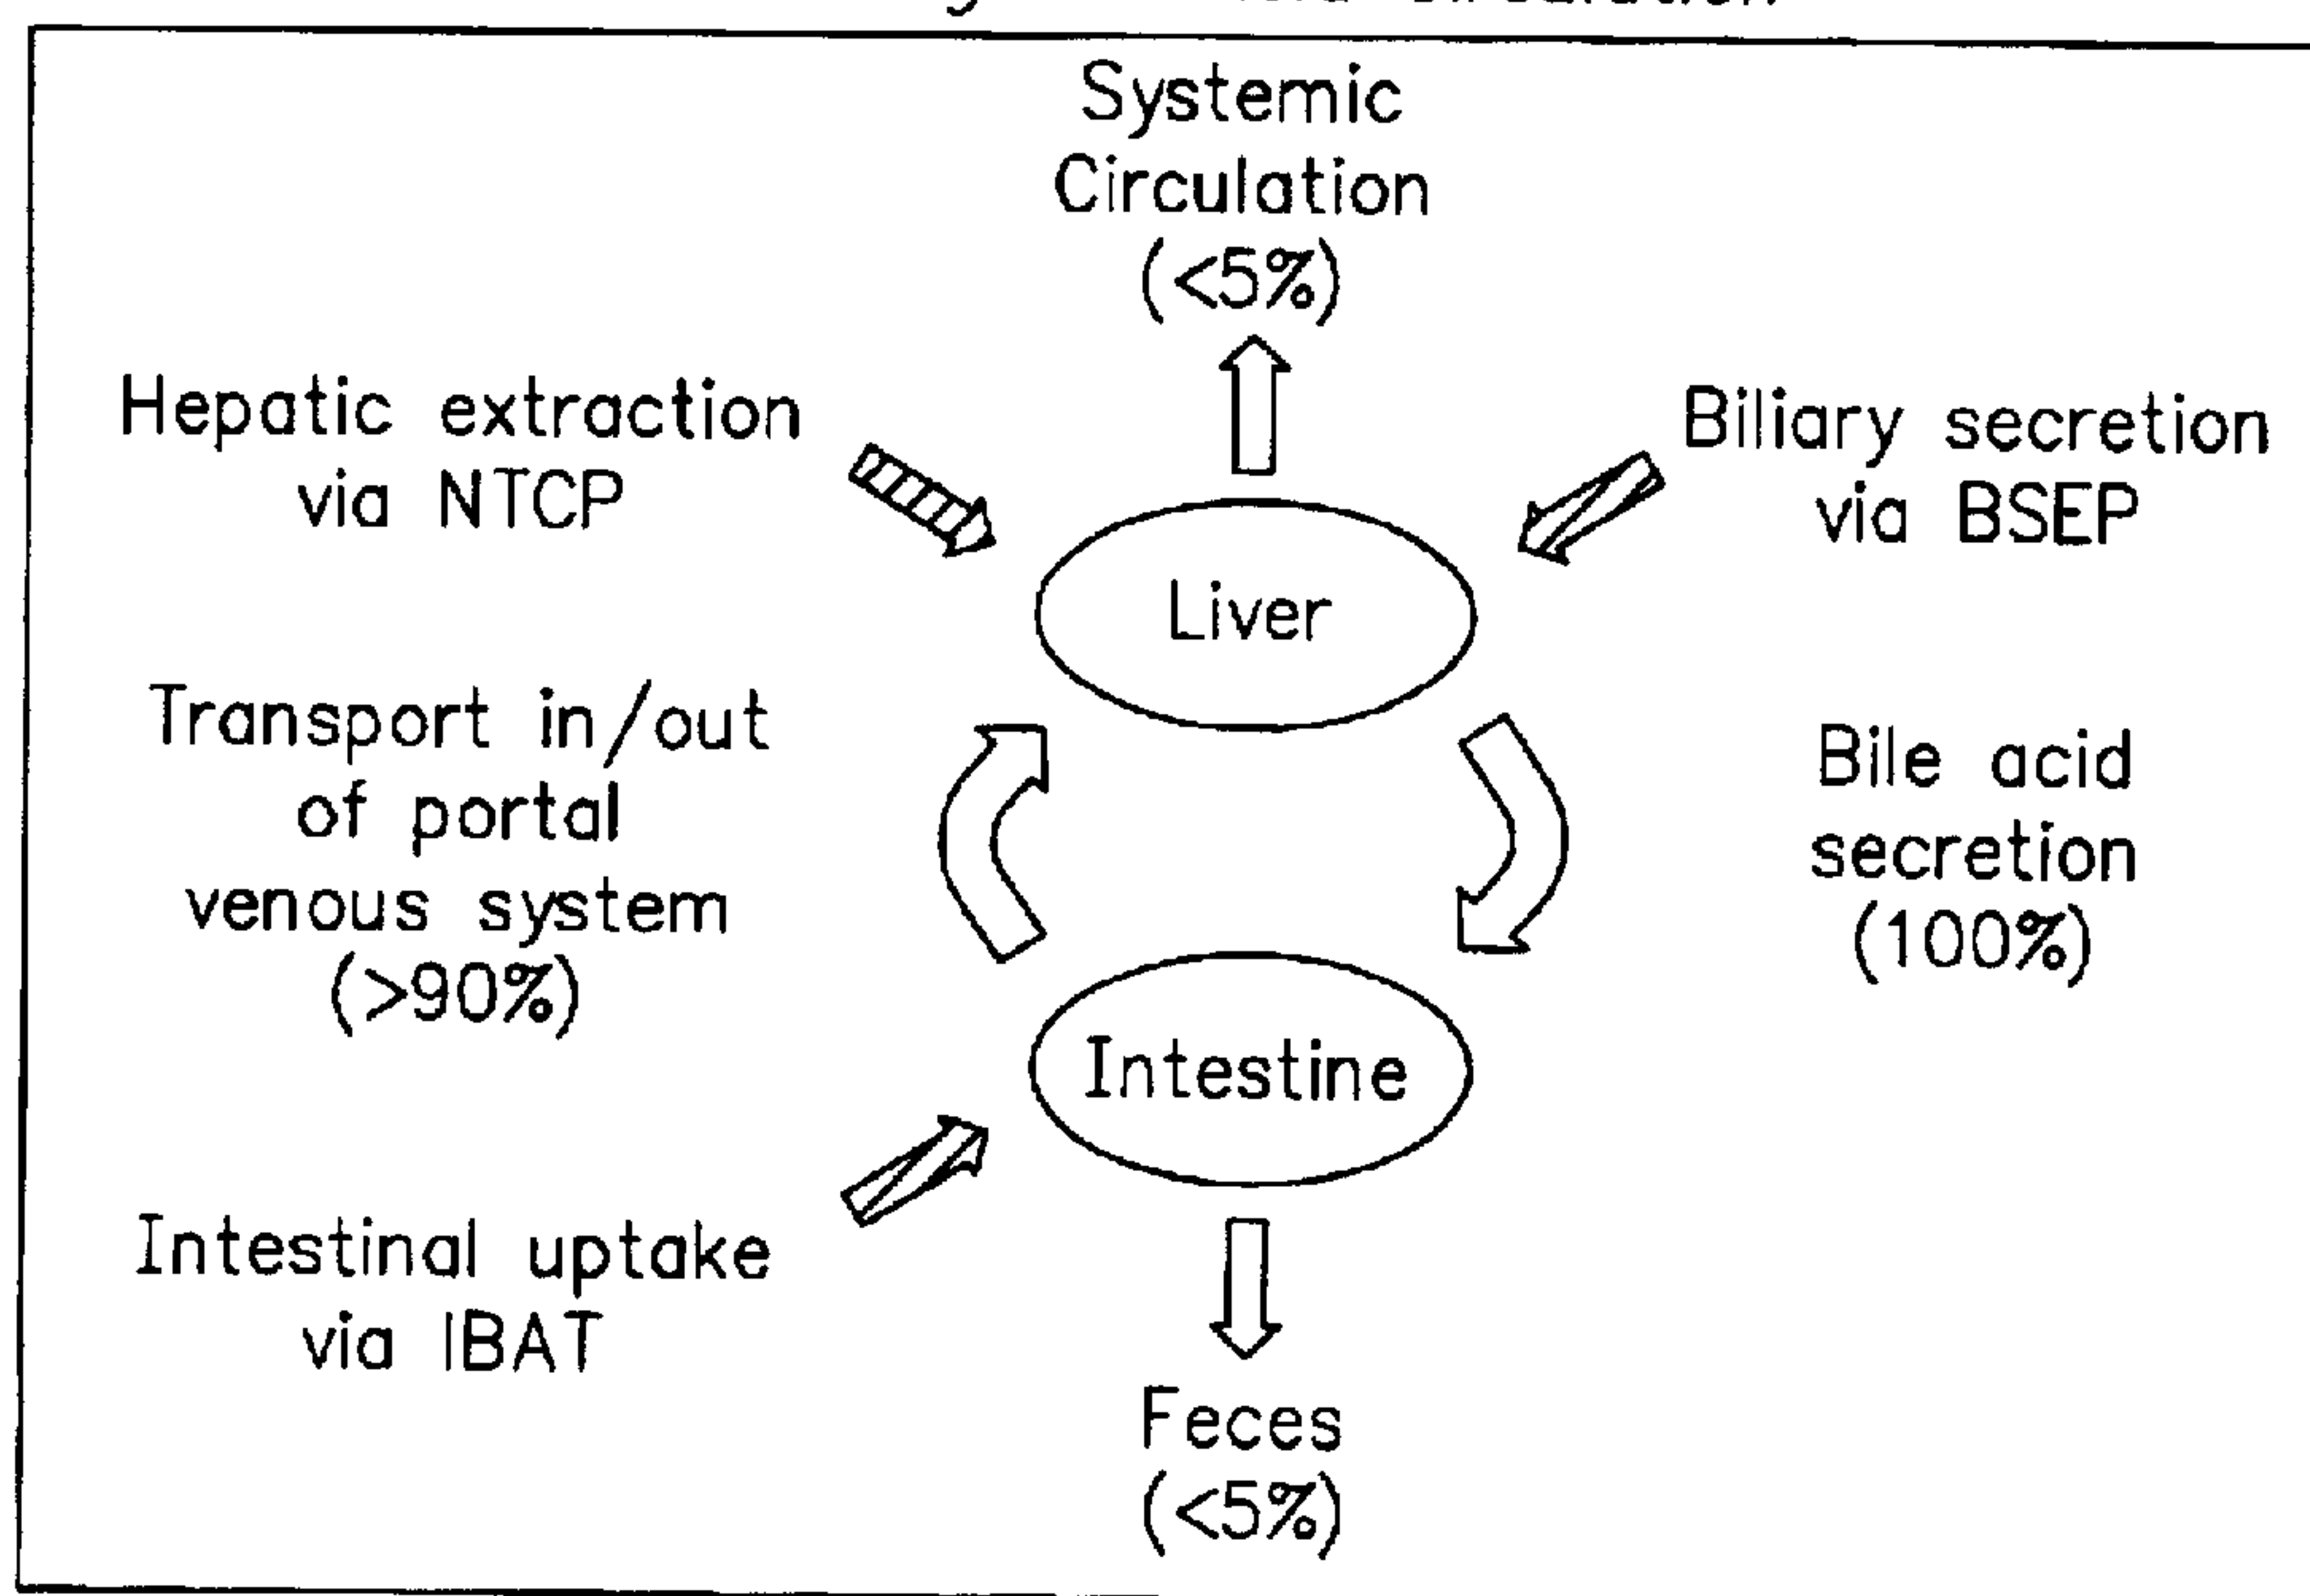 Circulation
Systemic
Circulation
(<5%)
Hepatic extraction
via NTCP
Biliary secretion
via BSEP
Liver
Transport in/out
of portal
venous system
(>90%)
Bile acid
secretion
(100%)
Intestine
Intestinal uptake
via IBAT
Feces
(<5%)